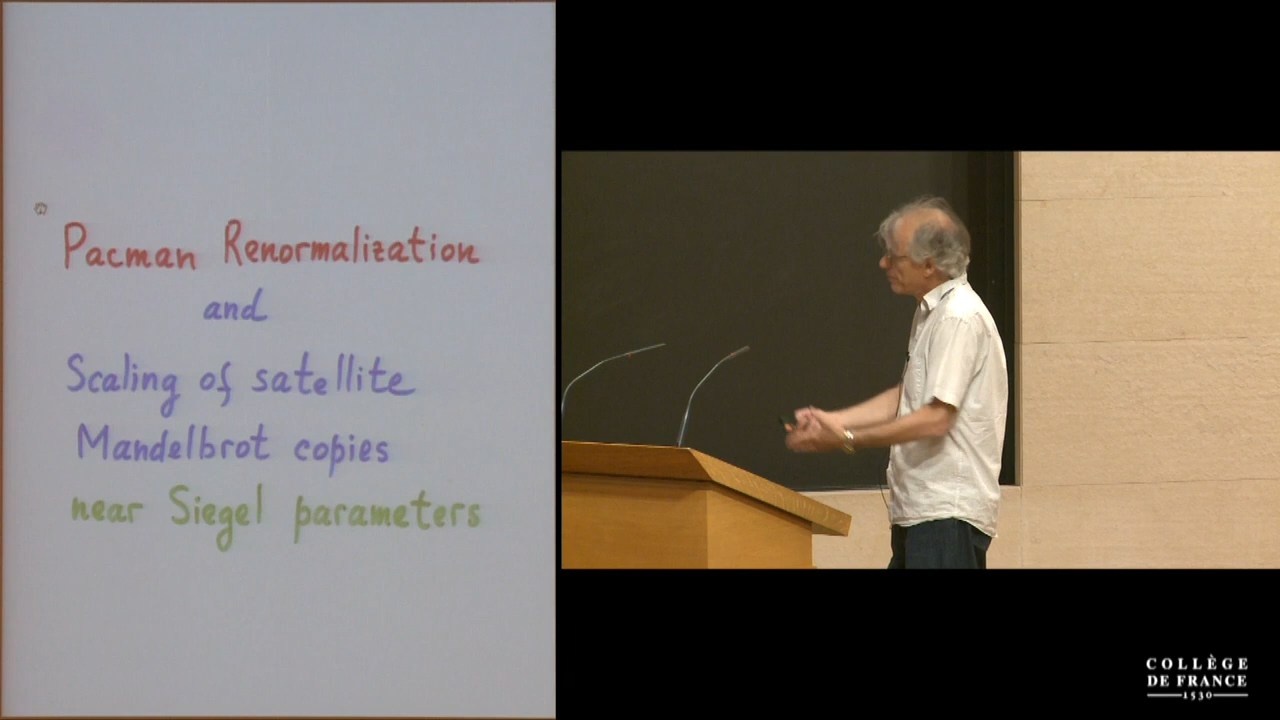 Pacman Renormalization
and
Scaling of satellite
Mandelbrot copies
near Siegel parameters
COLLÈGE
DE FRANCE
1530